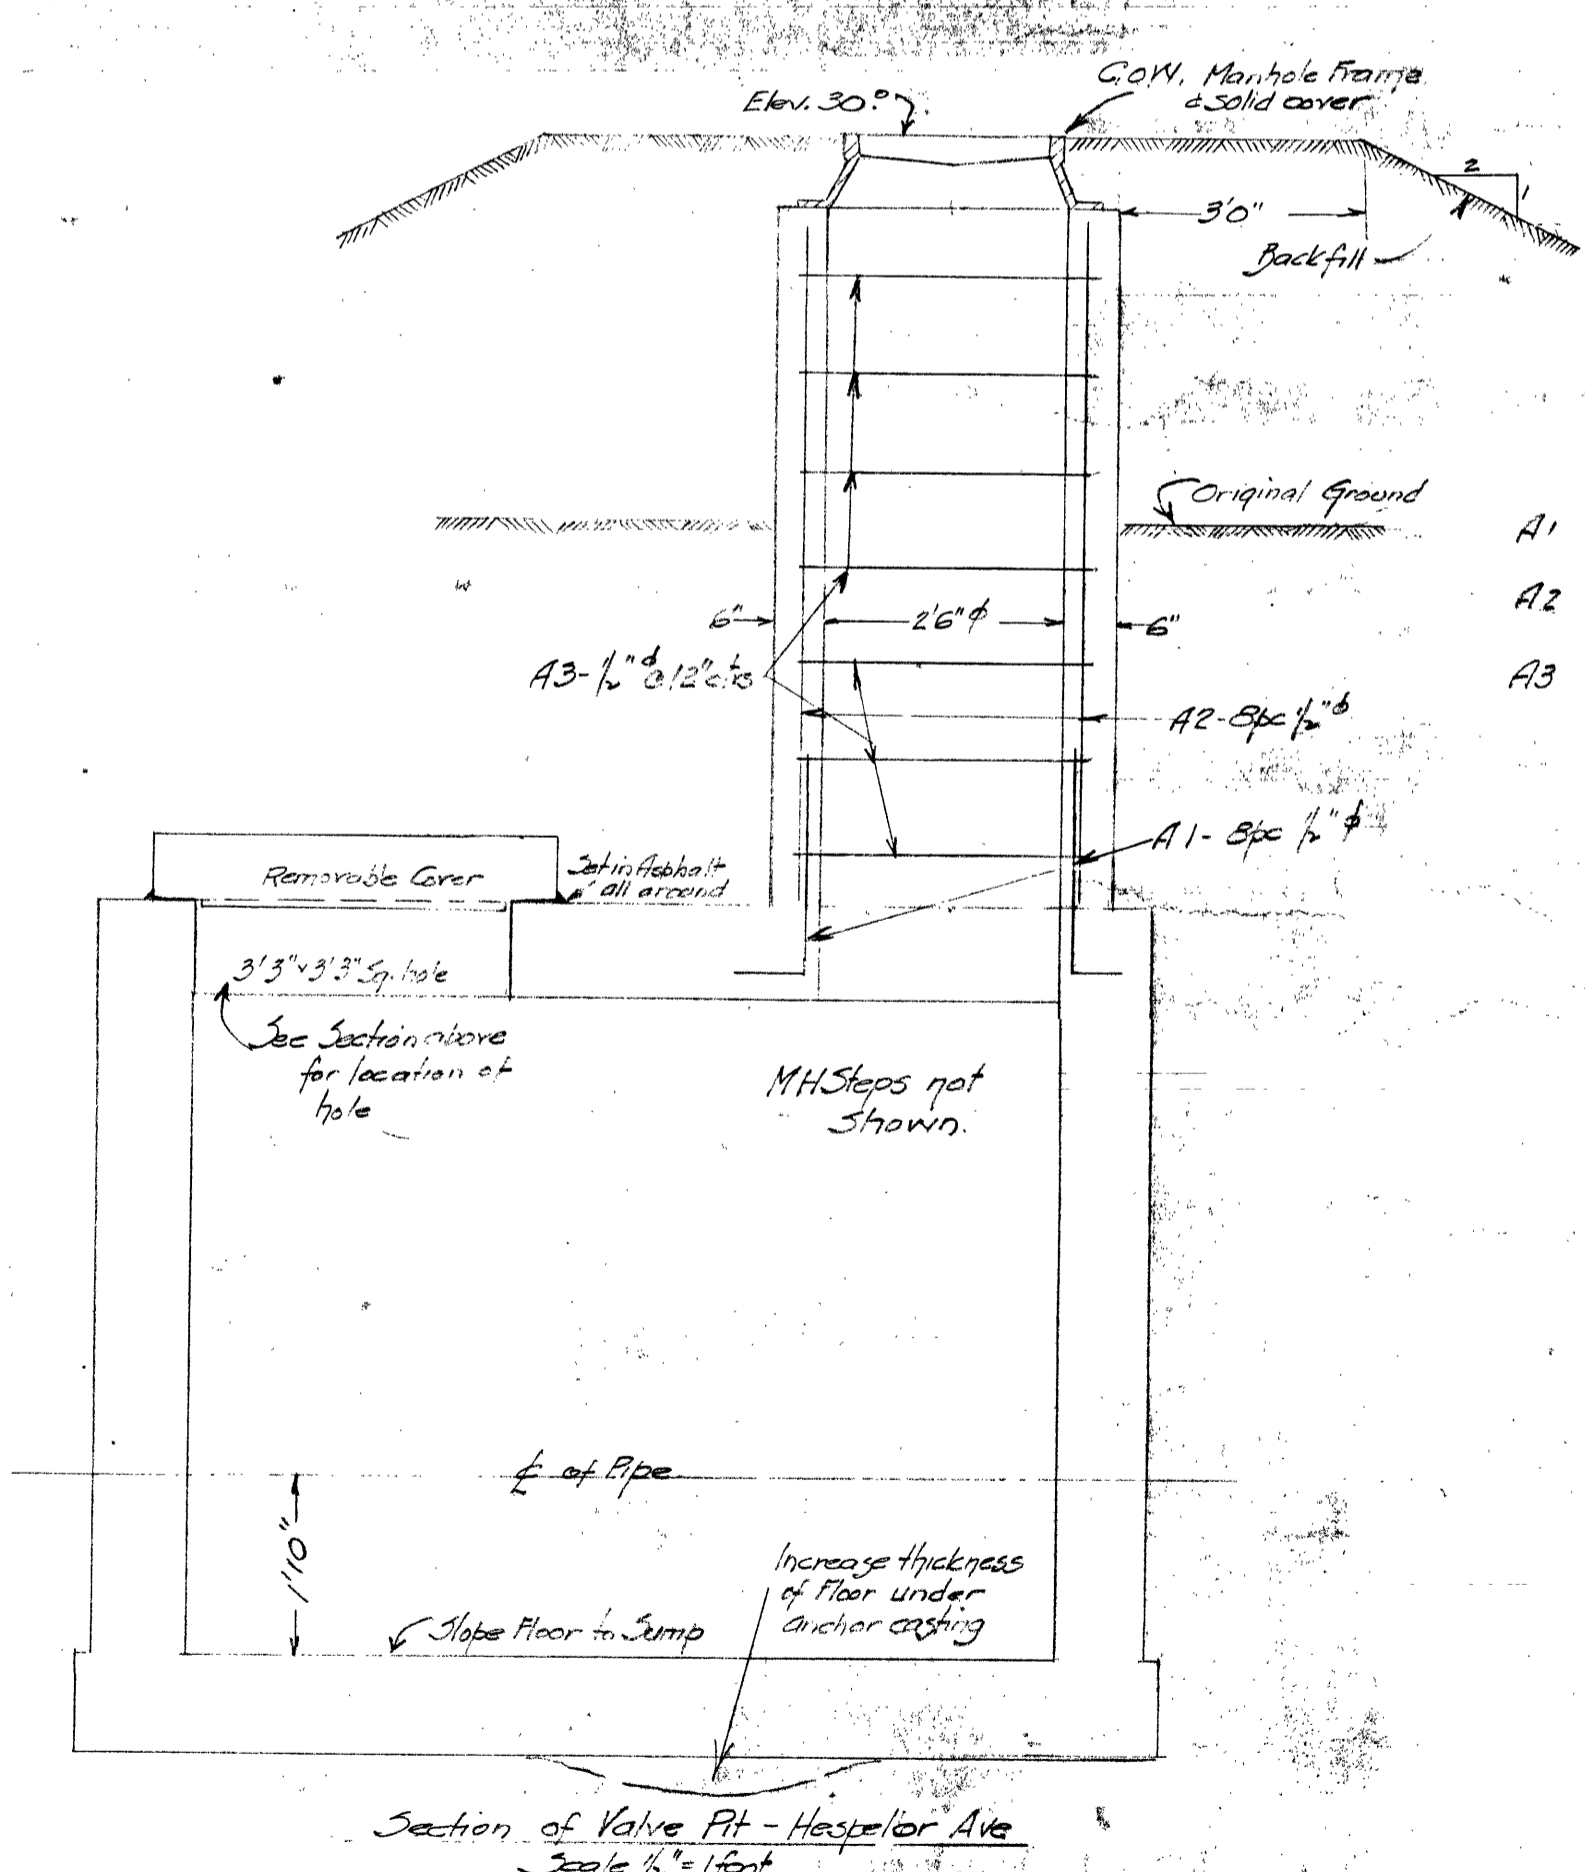 C.O.W. Manhole Frame
& solid cover
Elev. 30.0
2
1
3'0"
Backfill
Original Ground
A1
A2
A3
6"
2'6"φ
6"
A3-1/2"φ @ 12"ctrs
A2-8pc 1/2"φ
A1-8pc 1/2"φ
Removable Cover
Set in Asphalt
all around
3'3"x3'3" Sq. hole
See Section above
for location of
hole
MH Steps not
Shown.
℄ of Pipe
1'10"
Increase thickness
of Floor under
anchor casting
Slope Floor to Sump
Section of Valve Pit - Hespelor Ave
Scale 1/2" = 1 foot